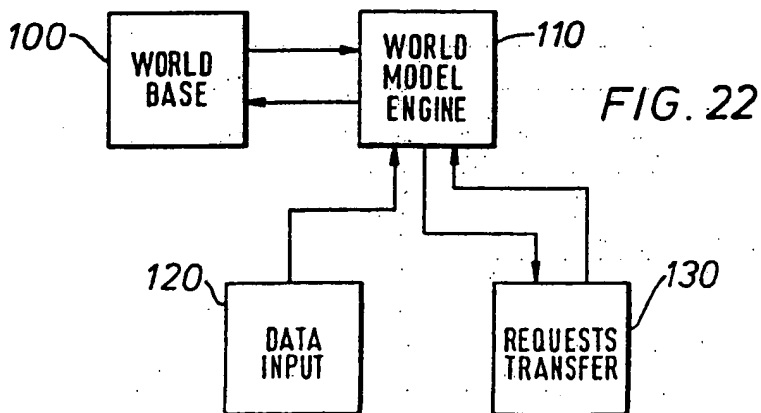 100
WORLD
BASE
WORLD
MODEL
ENGINE
110
FIG. 22
120
DATA
INPUT
REQUESTS
TRANSFER
130